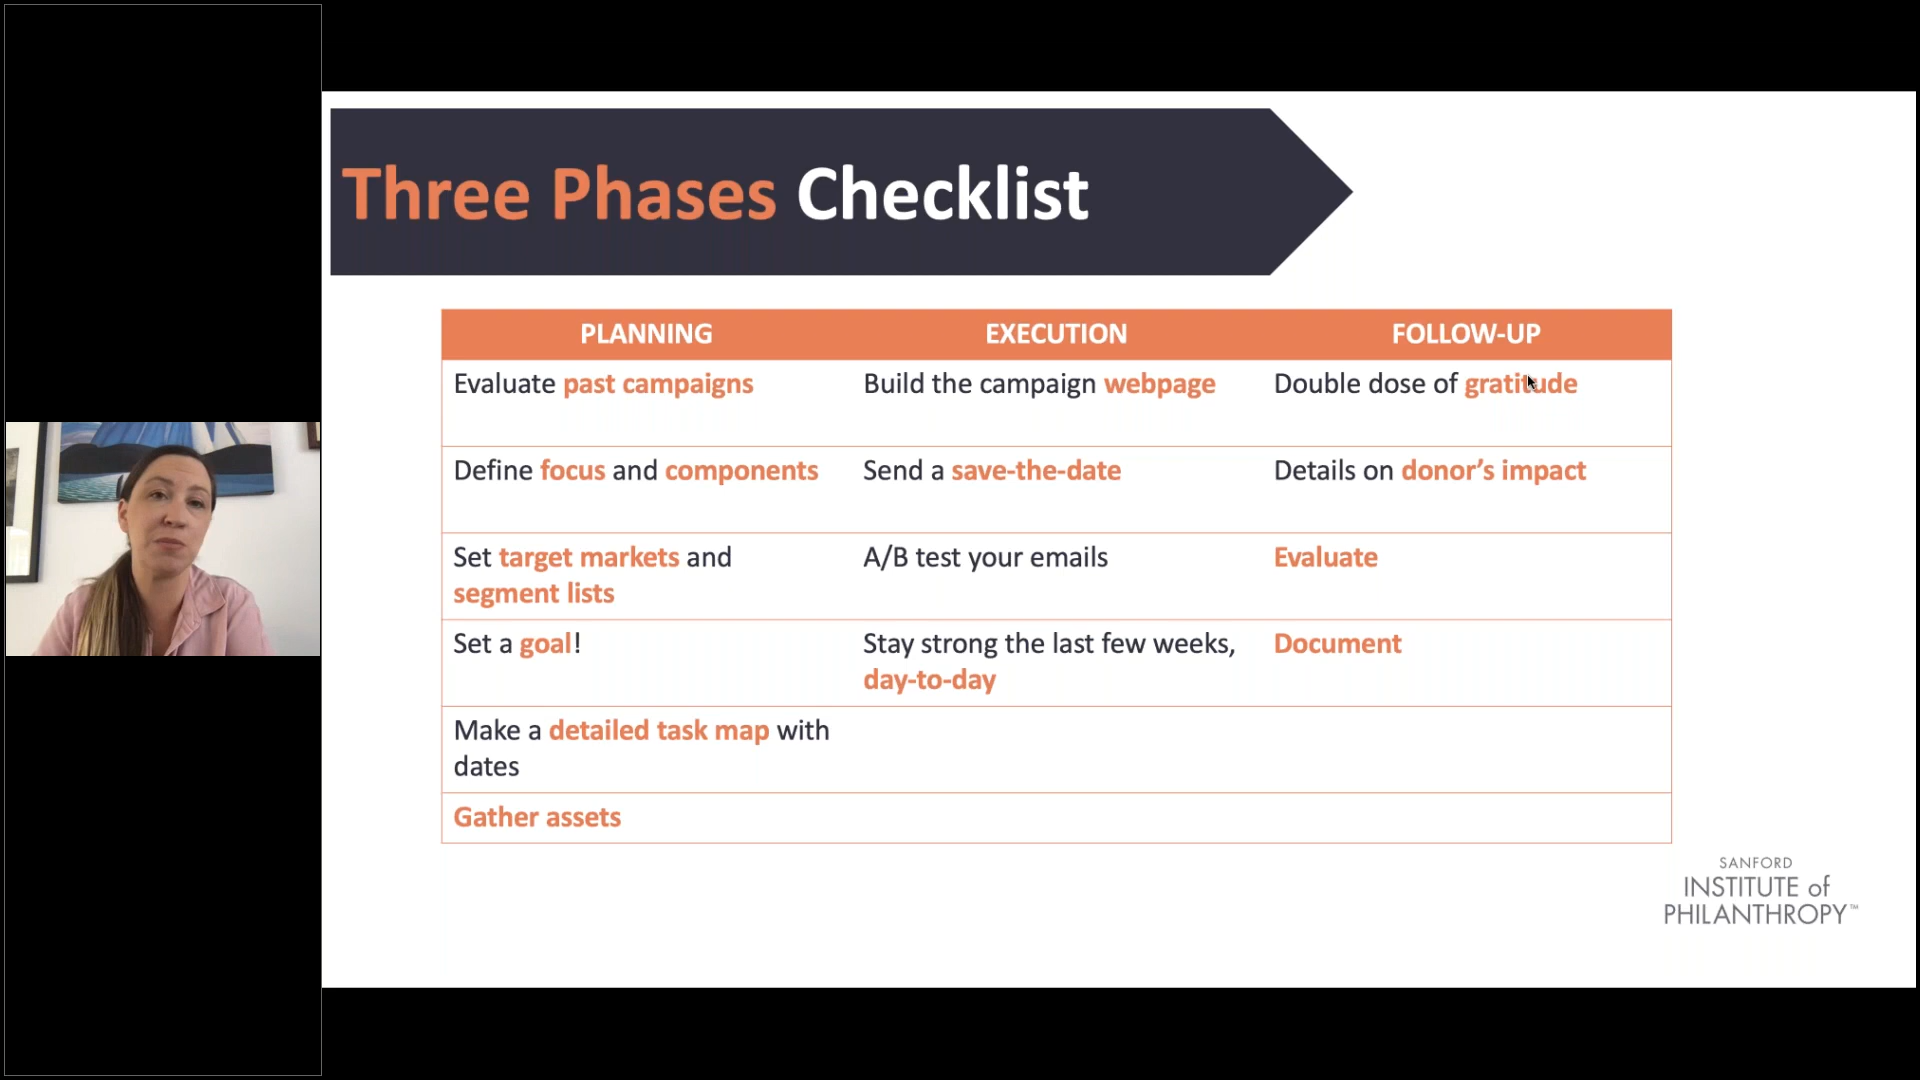 Three Phases Checklist
PLANNING EXECUTION FOLLOW-UP
Evaluate past campaigns Build the campaign webpage Double dose of gratitude
Define focus and components Send a save-the-date Details on donor’s impact
Set target markets and A/B test your emails Evaluate
segment lists
Set a goal! Stay strong the last few weeks, Document
day-to-day
Make a detailed task map with
dates
Gather assets
SANFORD
INSTITUTE of
PHILANTHROPY™